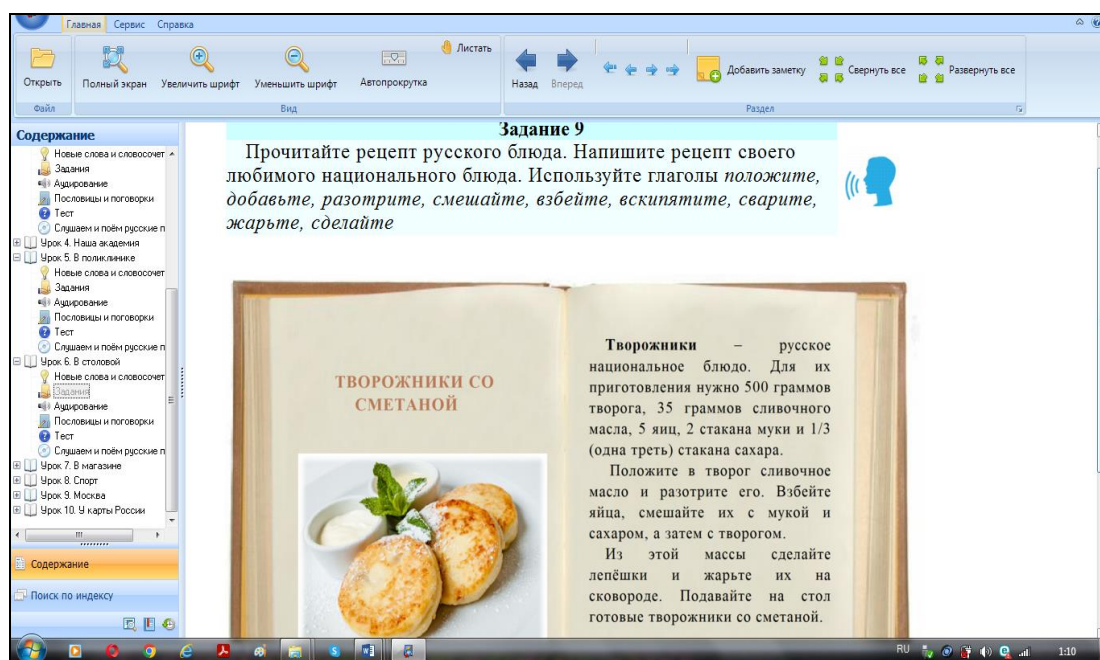 Главная Сервис Справка
Открыть
Полный экран
Увеличить шрифт
Уменьшить шрифт
Автопрокрутка
Листать
Назад
Вперед
Добавить заметку
Свернуть все
Развернуть все
Файл
Вид
Раздел
Содержание
Новые слова и словосочет
Задания
Аудирование
Пословицы и поговорки
Тест
Слушаем и поём русские п
Урок 4. Наша академия
Урок 5. В поликлинике
Новые слова и словосочет
Задания
Аудирование
Пословицы и поговорки
Тест
Слушаем и поём русские п
Урок 6. В столовой
Новые слова и словосочет
Задания
Аудирование
Пословицы и поговорки
Тест
Слушаем и поём русские п
Урок 7. В магазине
Урок 8. Спорт
Урок 9. Москва
Урок 10. У карты России
Содержание
Поиск по индексу
Задание 9
Прочитайте рецепт русского блюда. Напишите рецепт своего
любимого национального блюда. Используйте глаголы положите,
добавьте, разотрите, смешайте, взбейте, вскипятите, сварите,
жарьте, сделайте
ТВОРОЖНИКИ СО
СМЕТАНОЙ
Творожники – русское
национальное блюдо. Для их
приготовления нужно 500 граммов
творога, 35 граммов сливочного
масла, 5 яиц, 2 стакана муки и 1/3
(одна треть) стакана сахара.
Положите в творог сливочное
масло и разотрите его. Взбейте
яйца, смешайте их с мукой и
сахаром, а затем с творогом.
Из этой массы сделайте
лепёшки и жарьте их на
сковороде. Подавайте на стол
готовые творожники со сметаной.
RU
1:10